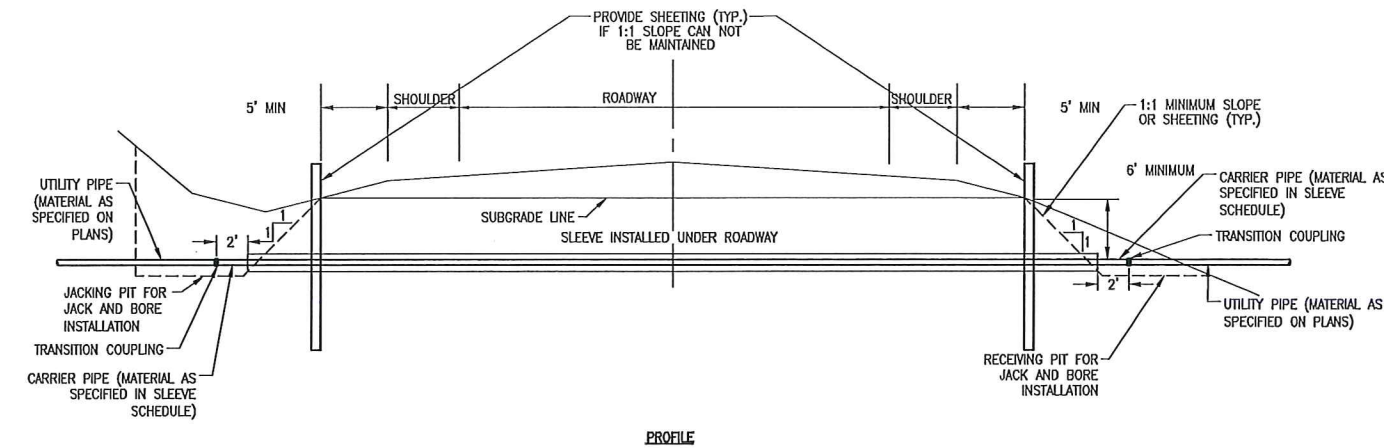 PROVIDE SHEETING (TYP.)
IF 1:1 SLOPE CAN NOT
BE MAINTAINED
5' MIN
SHOULDER
ROADWAY
SHOULDER
5' MIN
1:1 MINIMUM SLOPE
OR SHEETING (TYP.)
6' MINIMUM
CARRIER PIPE (MATERIAL AS
SPECIFIED IN SLEEVE
SCHEDULE)
TRANSITION COUPLING
UTILITY PIPE
(MATERIAL AS
SPECIFIED ON
PLANS)
2'
1
1
SUBGRADE LINE
SLEEVE INSTALLED UNDER ROADWAY
1
1
2'
JACKING PIT FOR
JACK AND BORE
INSTALLATION
TRANSITION COUPLING
CARRIER PIPE (MATERIAL AS
SPECIFIED IN SLEEVE
SCHEDULE)
UTILITY PIPE (MATERIAL AS
SPECIFIED ON PLANS)
RECEIVING PIT FOR
JACK AND BORE
INSTALLATION
PROFILE